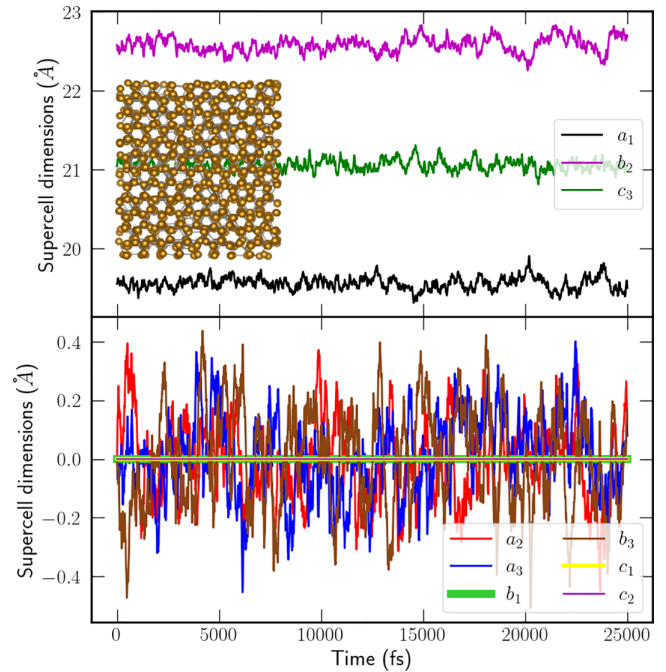 23
22
21
20
Supercell dimensions (Å)
a₁
b₂
c₃
0.4
0.2
0.0
−0.2
−0.4
Supercell dimensions (Å)
a₂ b₃
a₃ c₁
b₁ c₂
0 5000 10000 15000 20000 25000
Time (fs)